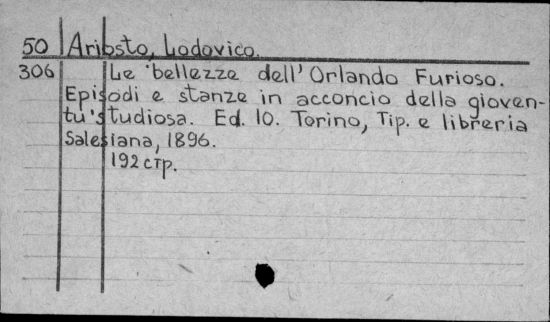 50 Ariosto, Lodovico.
306 Le bellezze dell' Orlando Furioso.
Episodi e stanze in acconcio della gioven-
tu' studiosa. Ed. 10. Torino, Tip. e libreria
Salesiana, 1896.
192 стр.